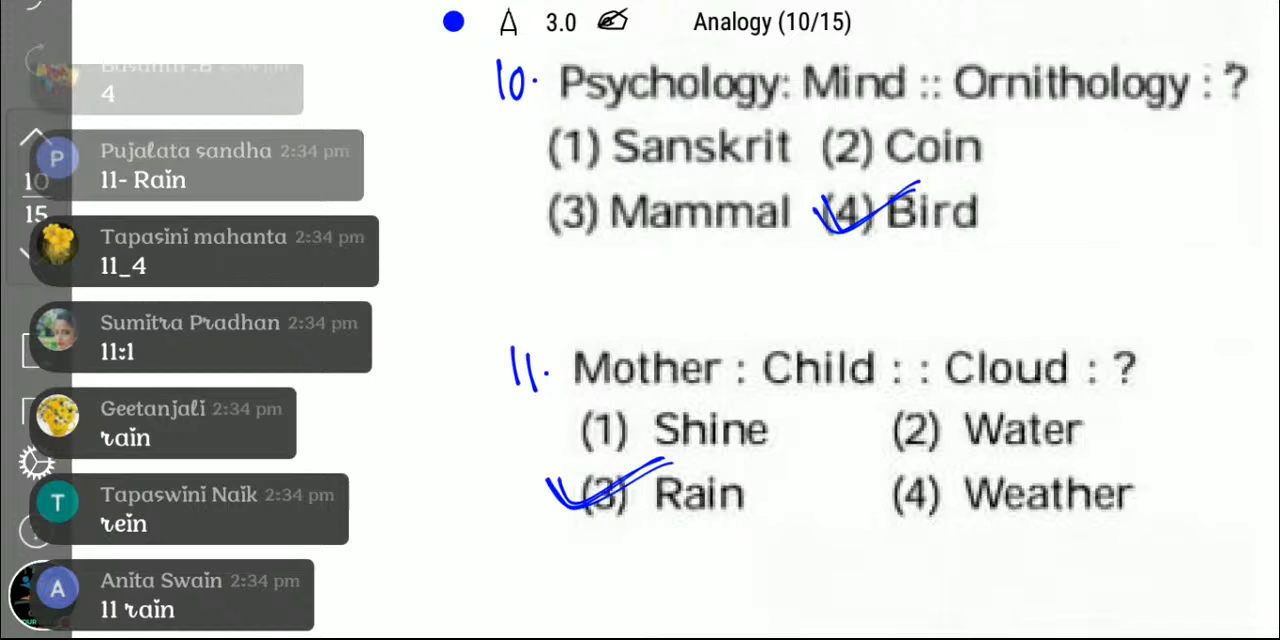 3.0 Analogy (10/15)
4
Pujalata sandha 2:34 pm
11- Rain
10
15
Tapasini mahanta 2:34 pm
11_4
Sumitra Pradhan 2:34 pm
11:1
Geetanjali 2:34 pm
rain
Tapaswini Naik 2:34 pm
rein
Anita Swain 2:34 pm
11 rain
10. Psychology: Mind :: Ornithology : ?
(1) Sanskrit (2) Coin
(3) Mammal (4) Bird
11. Mother : Child : : Cloud : ?
(1) Shine (2) Water
(3) Rain (4) Weather